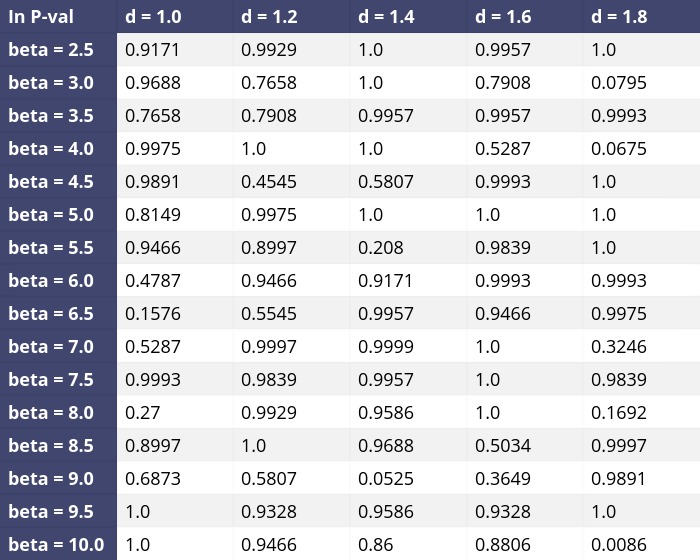 In P-val d = 1.0 d = 1.2 d = 1.4 d = 1.6 d = 1.8
beta = 2.5 0.9171 0.9929 1.0 0.9957 1.0
beta = 3.0 0.9688 0.7658 1.0 0.7908 0.0795
beta = 3.5 0.7658 0.7908 0.9957 0.9957 0.9993
beta = 4.0 0.9975 1.0 1.0 0.5287 0.0675
beta = 4.5 0.9891 0.4545 0.5807 0.9993 1.0
beta = 5.0 0.8149 0.9975 1.0 1.0 1.0
beta = 5.5 0.9466 0.8997 0.208 0.9839 1.0
beta = 6.0 0.4787 0.9466 0.9171 0.9993 0.9993
beta = 6.5 0.1576 0.5545 0.9957 0.9466 0.9975
beta = 7.0 0.5287 0.9997 0.9999 1.0 0.3246
beta = 7.5 0.9993 0.9839 0.9957 1.0 0.9839
beta = 8.0 0.27 0.9929 0.9586 1.0 0.1692
beta = 8.5 0.8997 1.0 0.9688 0.5034 0.9997
beta = 9.0 0.6873 0.5807 0.0525 0.3649 0.9891
beta = 9.5 1.0 0.9328 0.9586 0.9328 1.0
beta = 10.0 1.0 0.9466 0.86 0.8806 0.0086